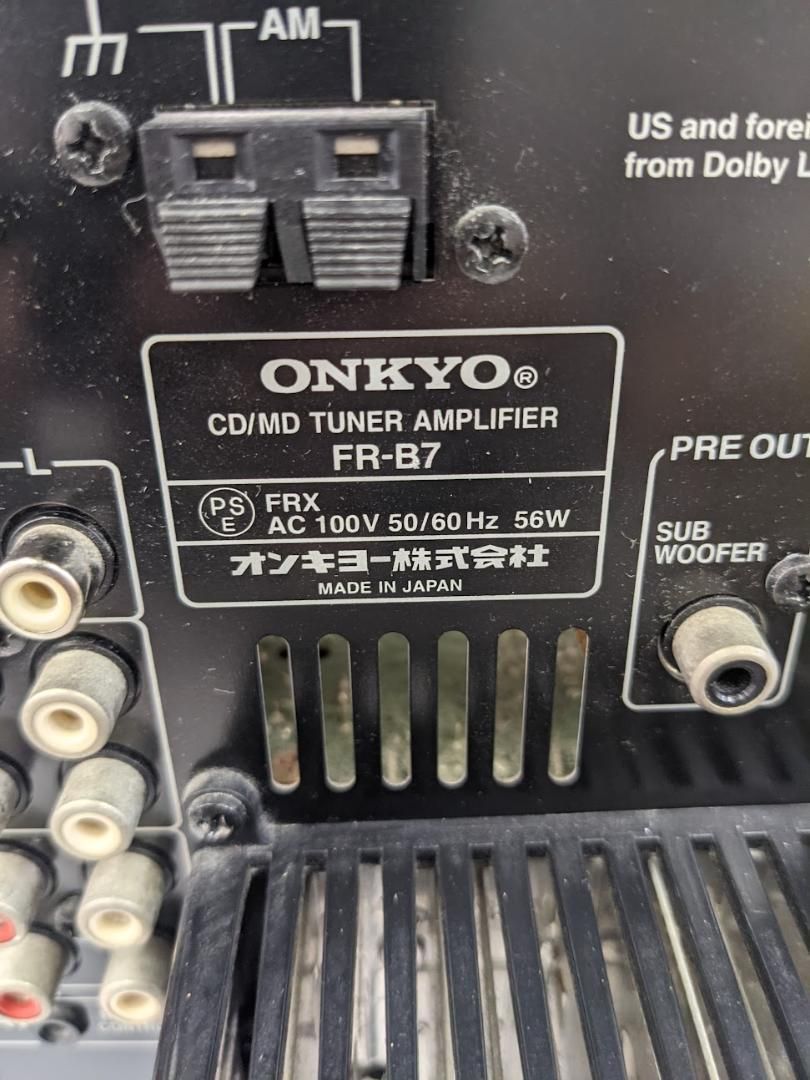 AM
US and
from Dolby
ONKYO®
CD/MD TUNER AMPLIFIER
FR-B7
L
PRE OUT
PS
E
FRX
AC 100V 50/60Hz 56W
SUB
WOOFER
オンキヨー株式会社
MADE IN JAPAN